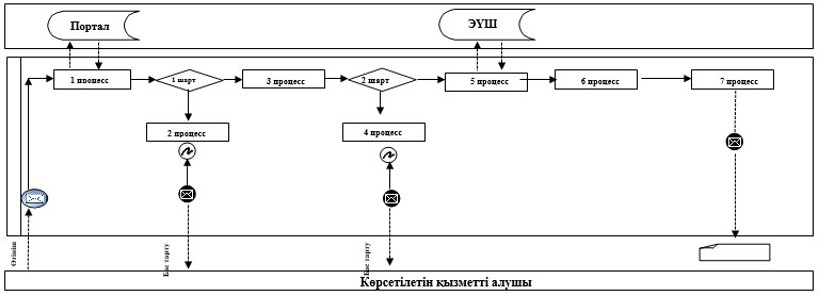 Портал
ЭҮШ
1 процесс
1 шарт
3 процесс
2 шарт
5 процесс
6 процесс
7 процесс
2 процесс
4 процесс
Өтініш
Бас тарту
Бас тарту
Көрсетілетін қызметті алушы